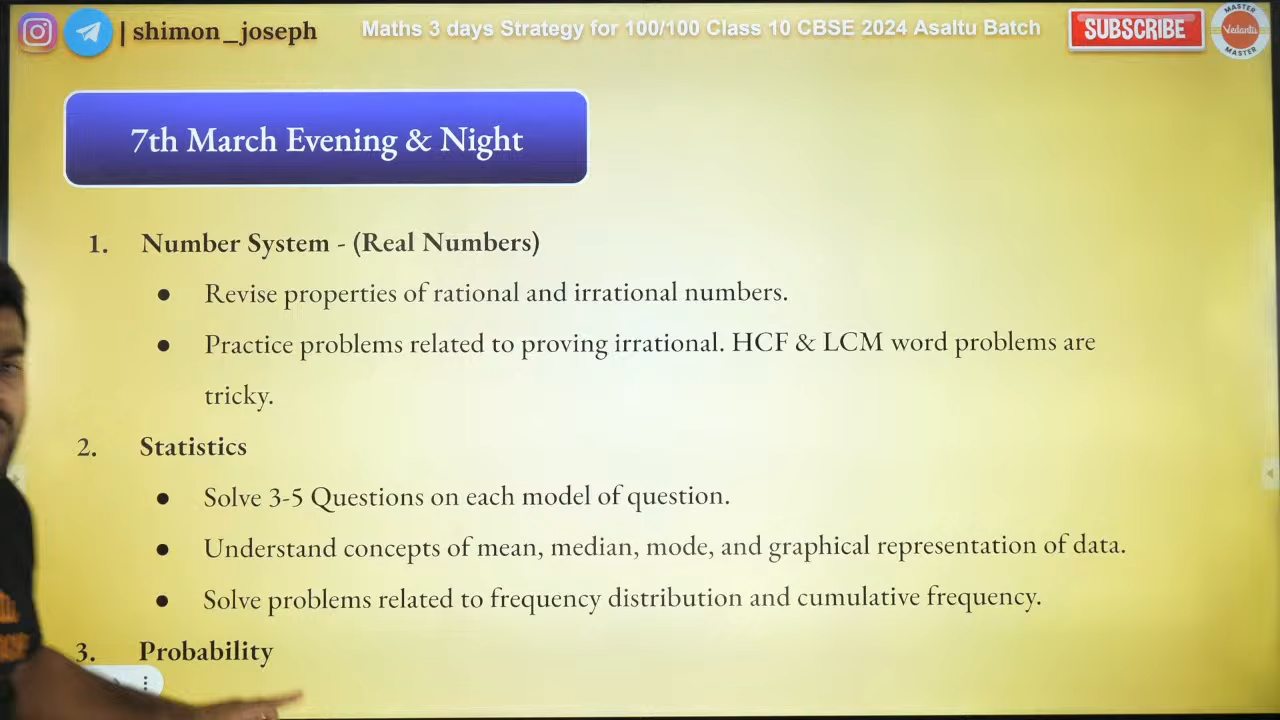 | shimon_joseph
Maths 3 days Strategy for 100/100 Class 10 CBSE 2024 Asaltu Batch
SUBSCRIBE
MASTER
Vedantu
MASTER
7th March Evening & Night
1. Number System - (Real Numbers)
● Revise properties of rational and irrational numbers.
● Practice problems related to proving irrational. HCF & LCM word problems are
tricky.
2. Statistics
● Solve 3-5 Questions on each model of question.
● Understand concepts of mean, median, mode, and graphical representation of data.
● Solve problems related to frequency distribution and cumulative frequency.
3. Probability